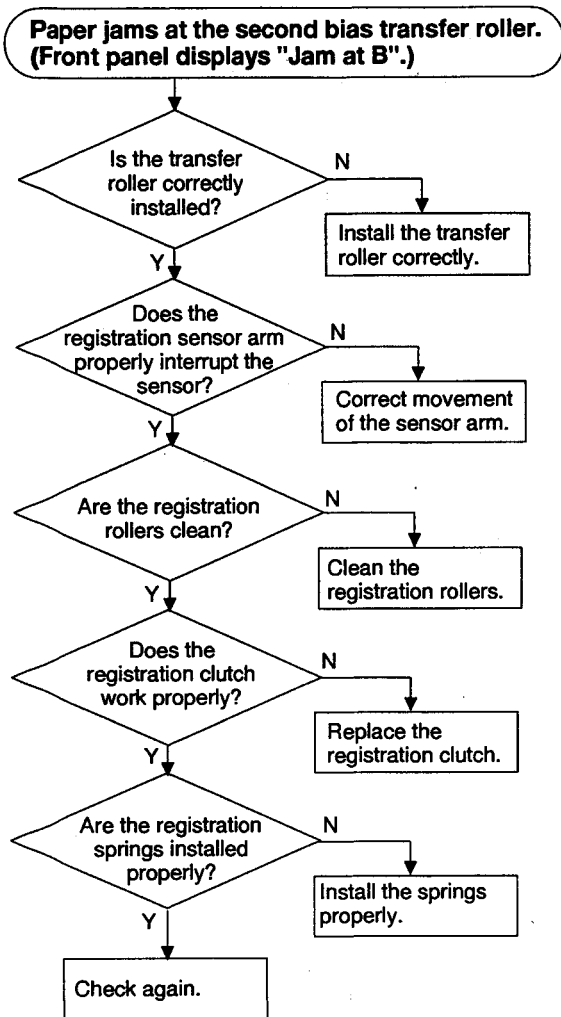 Paper jams at the second bias transfer roller.
(Front panel displays "Jam at B".)
Is the transfer
roller correctly
installed?
N
Install the transfer
roller correctly.
Y
Does the
registration sensor arm
properly interrupt the
sensor?
N
Correct movement
of the sensor arm.
Y
Are the registration
rollers clean?
N
Clean the
registration rollers.
Y
Does the
registration clutch
work properly?
N
Replace the
registration clutch.
Y
Are the registration
springs installed
properly?
N
Install the springs
properly.
Y
Check again.